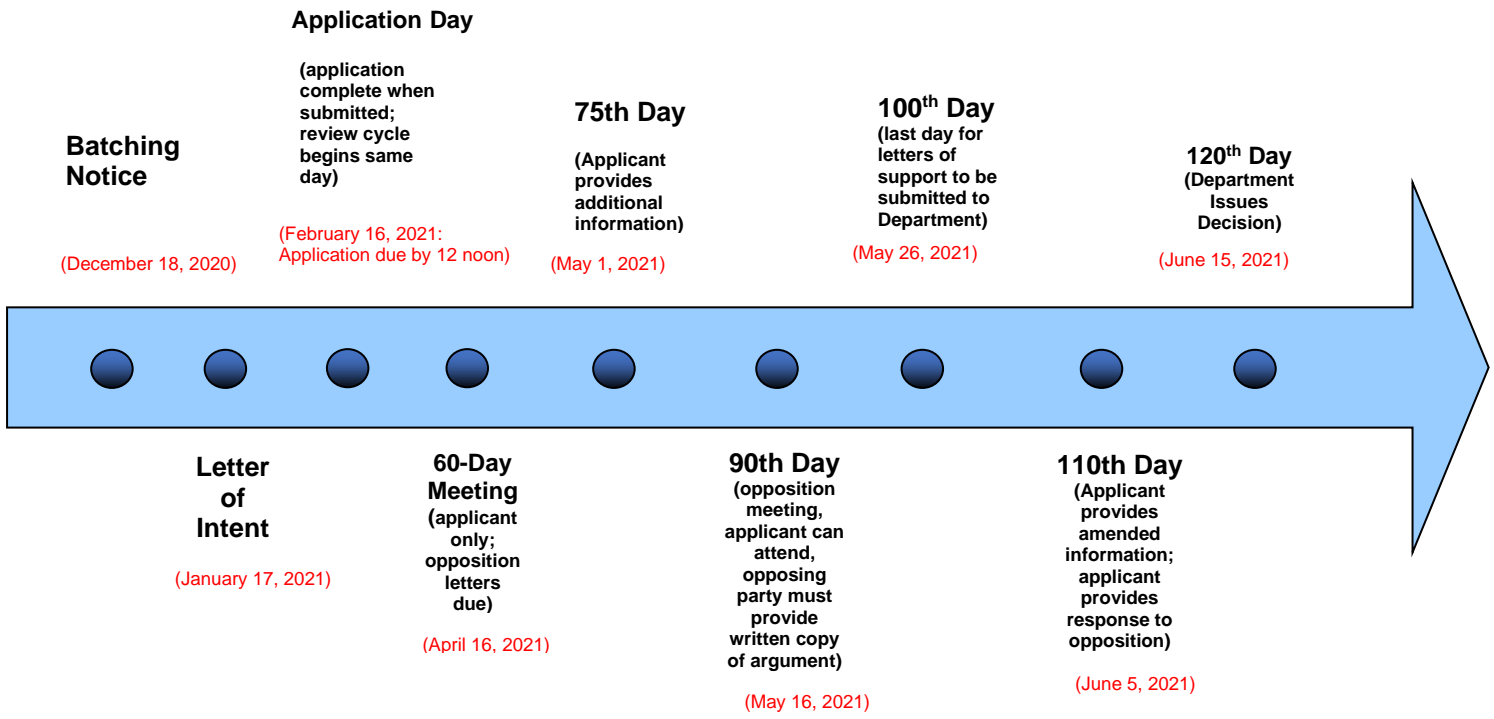 Batching
Notice
(December 18, 2020)
Letter
of
Intent
(January 17, 2021)
Application Day
(application
complete when
submitted;
review cycle
begins same
day)
(February 16, 2021:
Application due by 12 noon)
60-Day
Meeting
(applicant
only;
opposition
letters
due)
(April 16, 2021)
75th Day
(Applicant
provides
additional
information)
(May 1, 2021)
90th Day
(opposition
meeting,
applicant can
attend,
opposing
party must
provide
written copy
of argument)
(May 16, 2021)
100th Day
(last day for
letters of
support to be
submitted to
Department)
(May 26, 2021)
110th Day
(Applicant
provides
amended
information;
applicant
provides
response to
opposition)
(June 5, 2021)
120th Day
(Department
Issues
Decision)
(June 15, 2021)